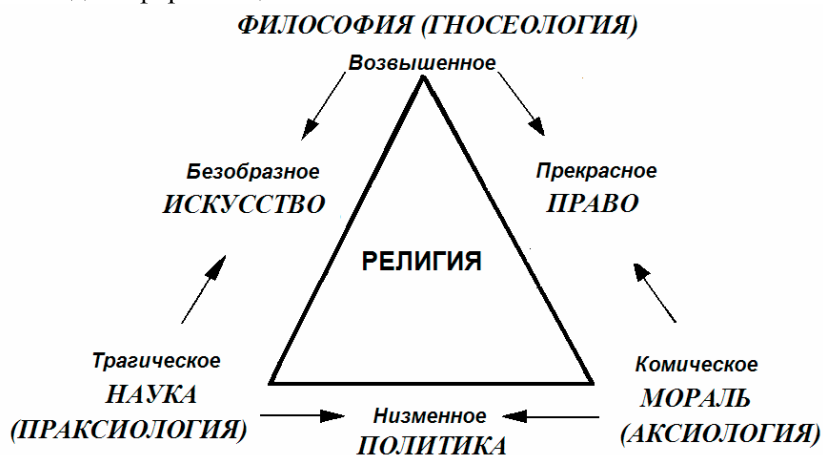 ФИЛОСОФИЯ (ГНОСЕОЛОГИЯ)
Возвышенное
Безобразное
ИСКУССТВО
Прекрасное
ПРАВО
РЕЛИГИЯ
Трагическое
НАУКА
(ПРАКСИОЛОГИЯ)
Комическое
МОРАЛЬ
(АКСИОЛОГИЯ)
Низменное
ПОЛИТИКА